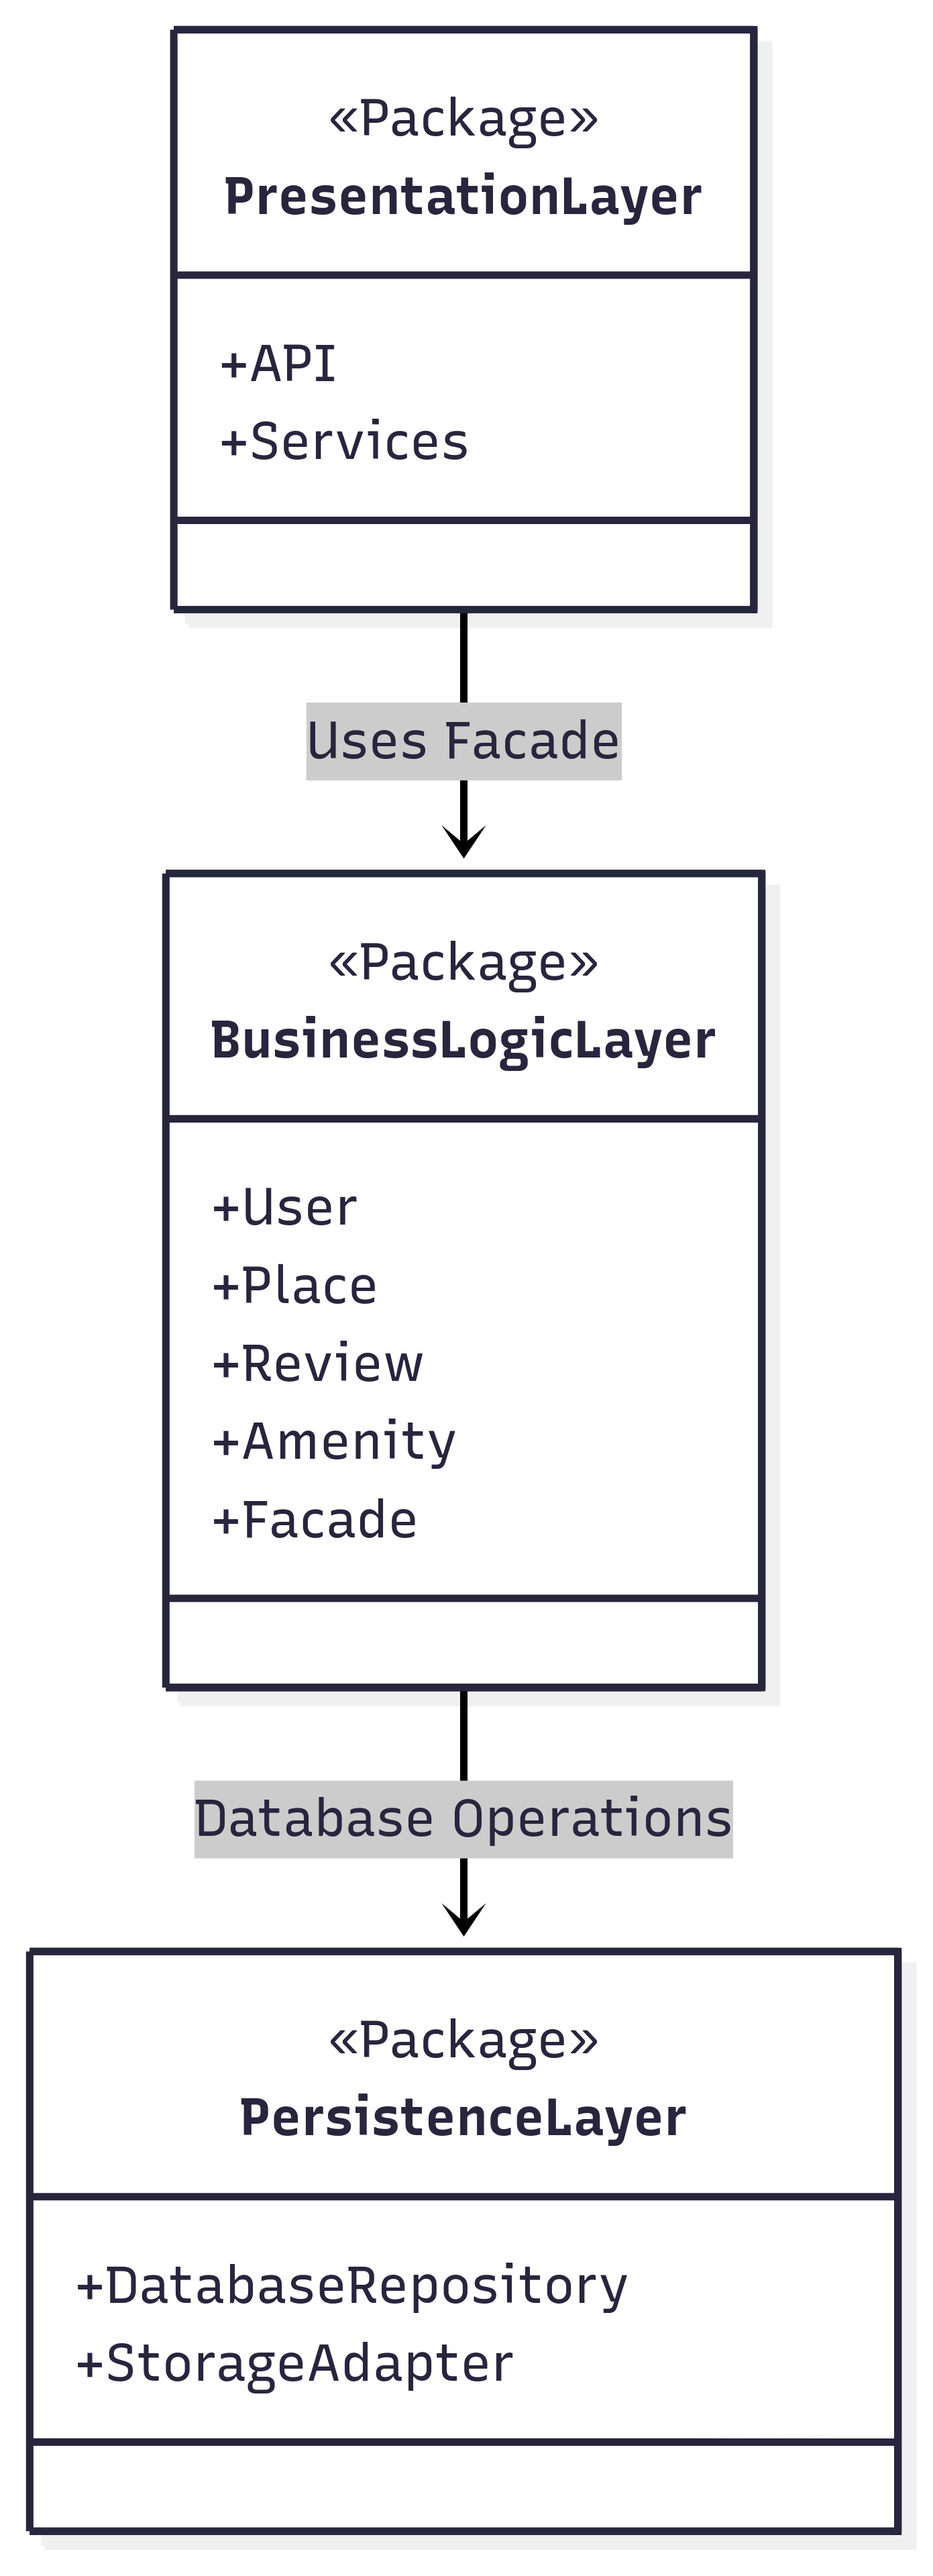 «Package»
PresentationLayer
+API
+Services
Uses Facade
«Package»
BusinessLogicLayer
+User
+Place
+Review
+Amenity
+Facade
Database Operations
«Package»
PersistenceLayer
+DatabaseRepository
+StorageAdapter